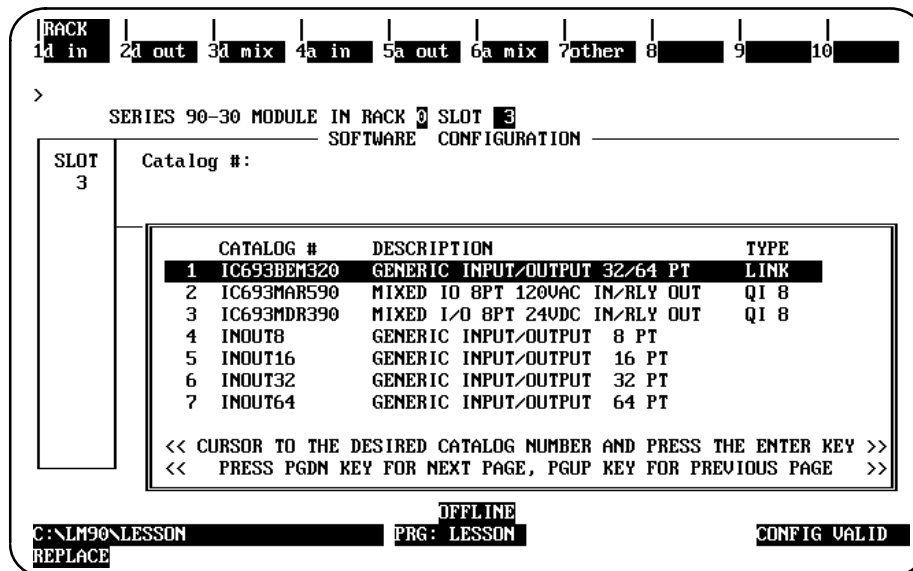 RACK
1d in 2d out 3d mix 4a in 5a out 6a mix 7other 8 9 10
>
SERIES 90-30 MODULE IN RACK 0 SLOT 3
SOFTWARE CONFIGURATION
SLOT Catalog #:
3
CATALOG # DESCRIPTION TYPE
1 IC693BEM320 GENERIC INPUT/OUTPUT 32/64 PT LINK
2 IC693MAR590 MIXED IO 8PT 120VAC IN/RLY OUT QI 8
3 IC693MDR390 MIXED I/O 8PT 24VDC IN/RLY OUT QI 8
4 INOUT8 GENERIC INPUT/OUTPUT 8 PT
5 INOUT16 GENERIC INPUT/OUTPUT 16 PT
6 INOUT32 GENERIC INPUT/OUTPUT 32 PT
7 INOUT64 GENERIC INPUT/OUTPUT 64 PT
<< CURSOR TO THE DESIRED CATALOG NUMBER AND PRESS THE ENTER KEY >>
<< PRESS PGDN KEY FOR NEXT PAGE, PGUP KEY FOR PREVIOUS PAGE >>
OFFLINE
C:\LM90\LESSON PRG: LESSON CONFIG VALID
REPLACE